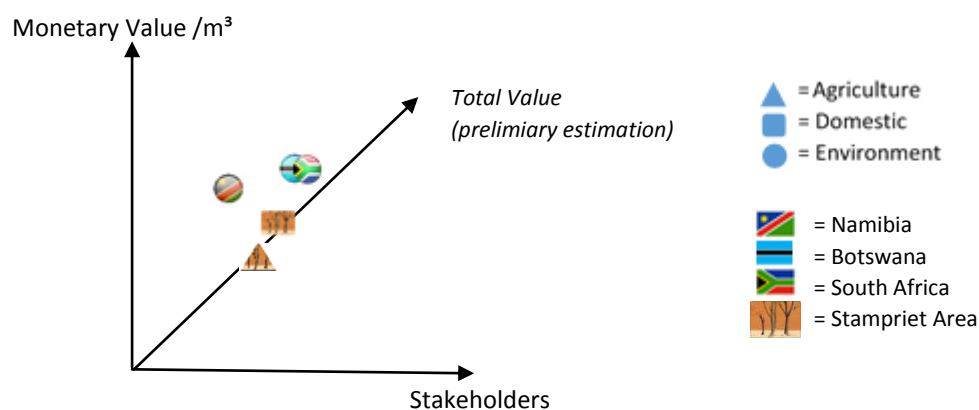 Monetary Value /m³
Total Value
(prelimiary estimation)
= Agriculture
= Domestic
= Environment
= Namibia
= Botswana
= South Africa
= Stampriet Area
Stakeholders